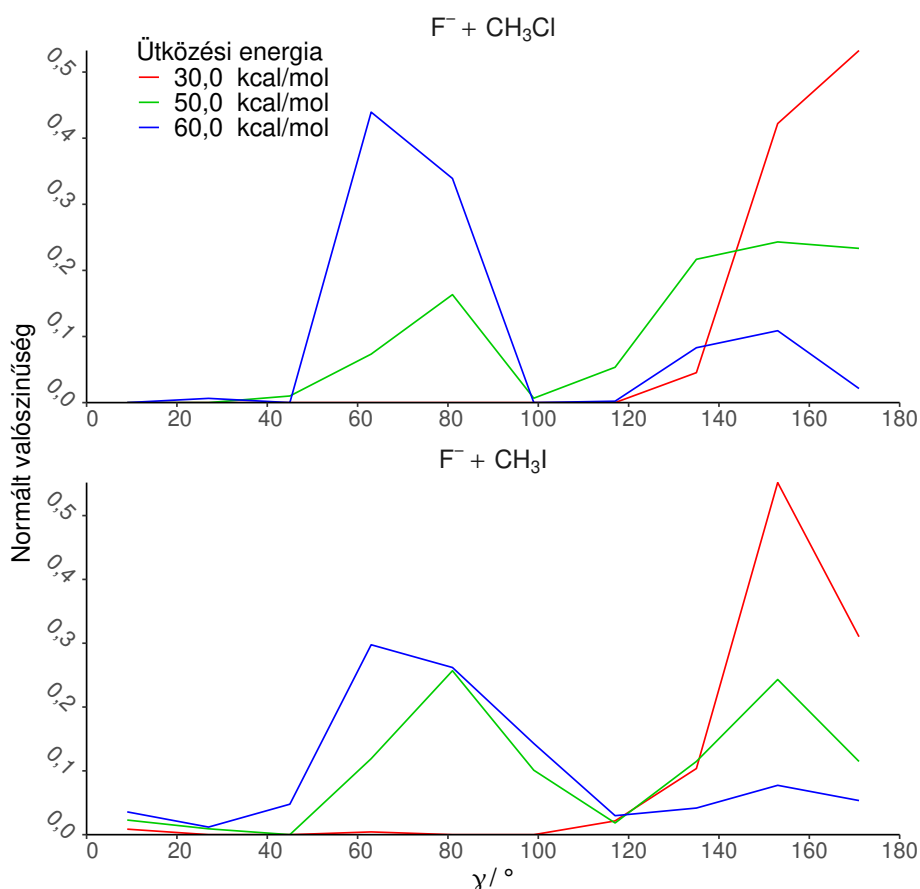 F⁻ + CH₃Cl
Ütközési energia
30,0 kcal/mol
50,0 kcal/mol
60,0 kcal/mol
0,5
0,4
0,3
0,2
0,1
0,0
0 20 40 60 80 100 120 140 160 180
Normált valószinűség
F⁻ + CH₃I
0,5
0,4
0,3
0,2
0,1
0,0
0 20 40 60 80 100 120 140 160 180
χ/ °